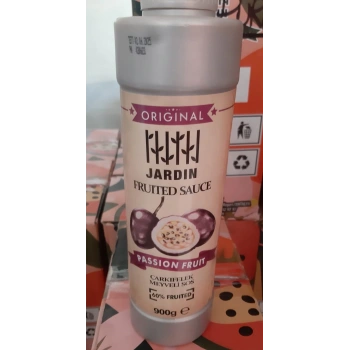 ORIGINAL
JARDIN
FRUITED SAUCE
PASSION FRUIT
ÇARKIFELEK
MEYVELİ SOS
60% FRUITED
900g e